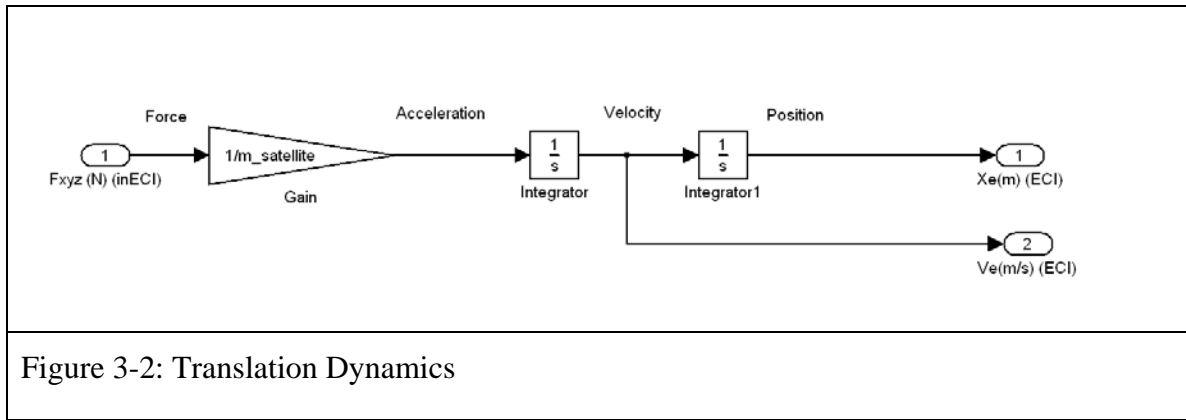 Force
Acceleration
Velocity
Position
1
1/m_satellite
1
s
1
s
1
Fxyz (N) (inECI)
Gain
Integrator
Integrator1
Xe(m) (ECI)
2
Ve(m/s) (ECI)
Figure 3-2: Translation Dynamics